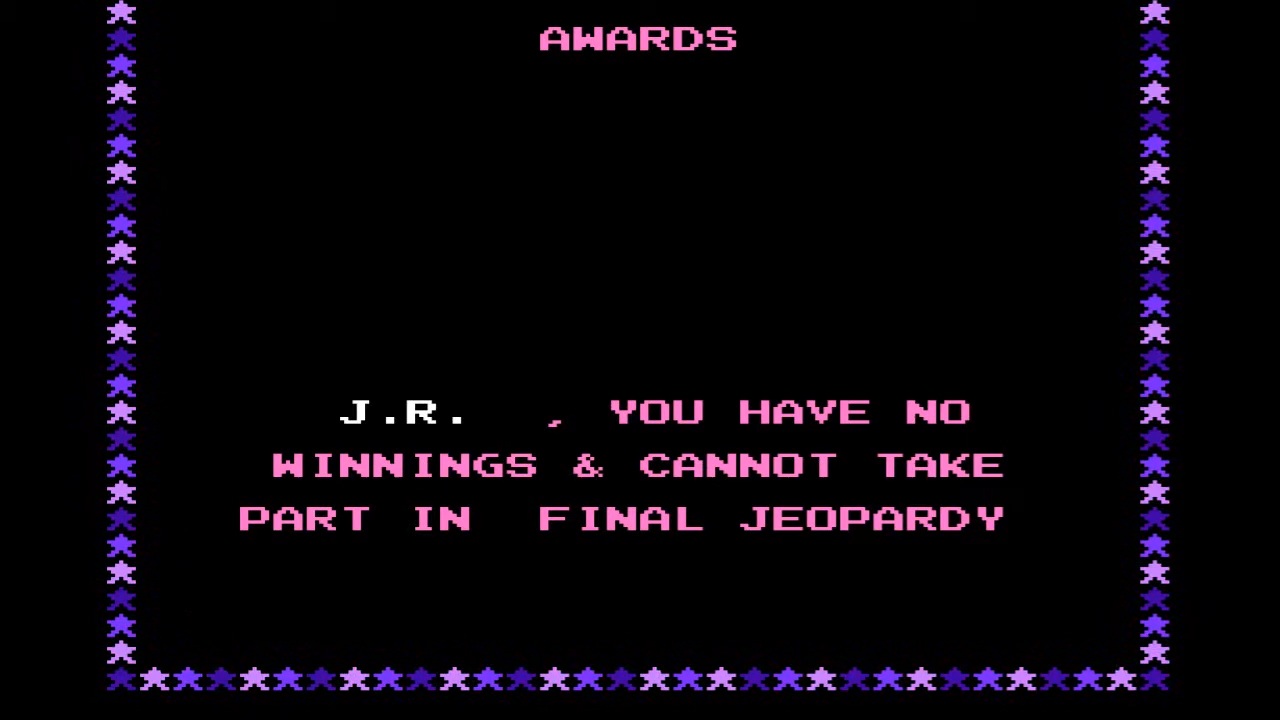 AWARDS
J.R. , YOU HAVE NO
WINNINGS & CANNOT TAKE
PART IN FINAL JEOPARDY